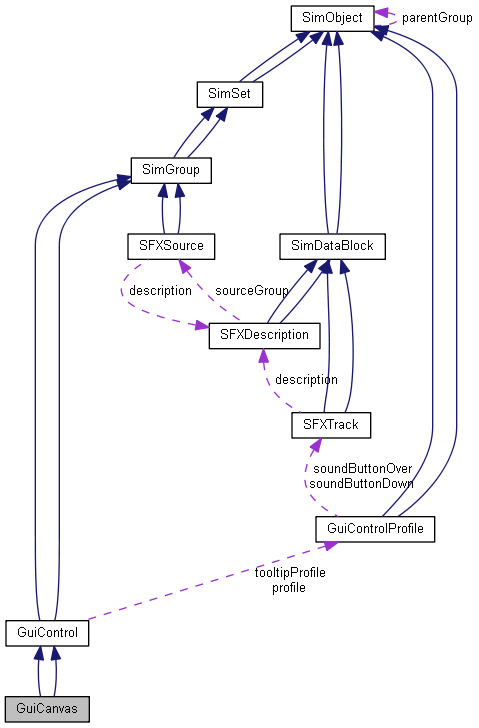 SimObject
parentGroup
SimSet
SimGroup
SFXSource
SimDataBlock
description
sourceGroup
SFXDescription
description
SFXTrack
soundButtonOver
soundButtonDown
GuiControlProfile
tooltipProfile
profile
GuiControl
GuiCanvas